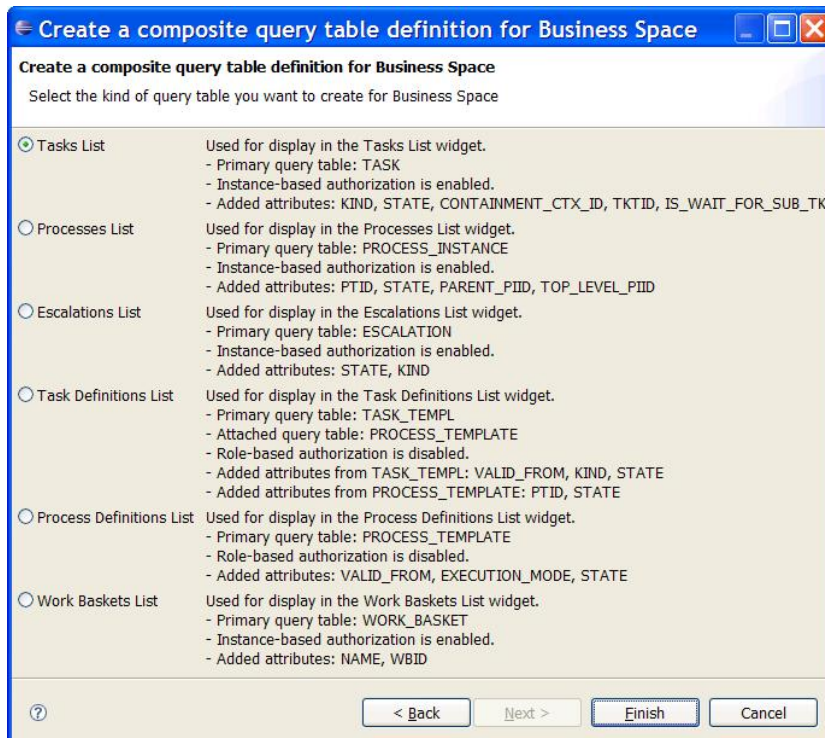 Create a composite query table definition for Business Space
Create a composite query table definition for Business Space
Select the kind of query table you want to create for Business Space
Tasks List Used for display in the Tasks List widget.
- Primary query table: TASK
- Instance-based authorization is enabled.
- Added attributes: KIND, STATE, CONTAINMENT_CTX_ID, TKTID, IS_WAIT_FOR_SUB_TK
Processes List Used for display in the Processes List widget.
- Primary query table: PROCESS_INSTANCE
- Instance-based authorization is enabled.
- Added attributes: PTID, STATE, PARENT_PIID, TOP_LEVEL_PIID
Escalations List Used for display in the Escalations List widget.
- Primary query table: ESCALATION
- Instance-based authorization is enabled.
- Added attributes: STATE, KIND
Task Definitions List Used for display in the Task Definitions List widget.
- Primary query table: TASK_TEMPL
- Attached query table: PROCESS_TEMPLATE
- Role-based authorization is disabled.
- Added attributes from TASK_TEMPL: VALID_FROM, KIND, STATE
- Added attributes from PROCESS_TEMPLATE: PTID, STATE
Process Definitions List Used for display in the Process Definitions List widget.
- Primary query table: PROCESS_TEMPLATE
- Role-based authorization is disabled.
- Added attributes: VALID_FROM, EXECUTION_MODE, STATE
Work Baskets List Used for display in the Work Baskets List widget.
- Primary query table: WORK_BASKET
- Instance-based authorization is enabled.
- Added attributes: NAME, WBID
? < Back Next > Finish Cancel